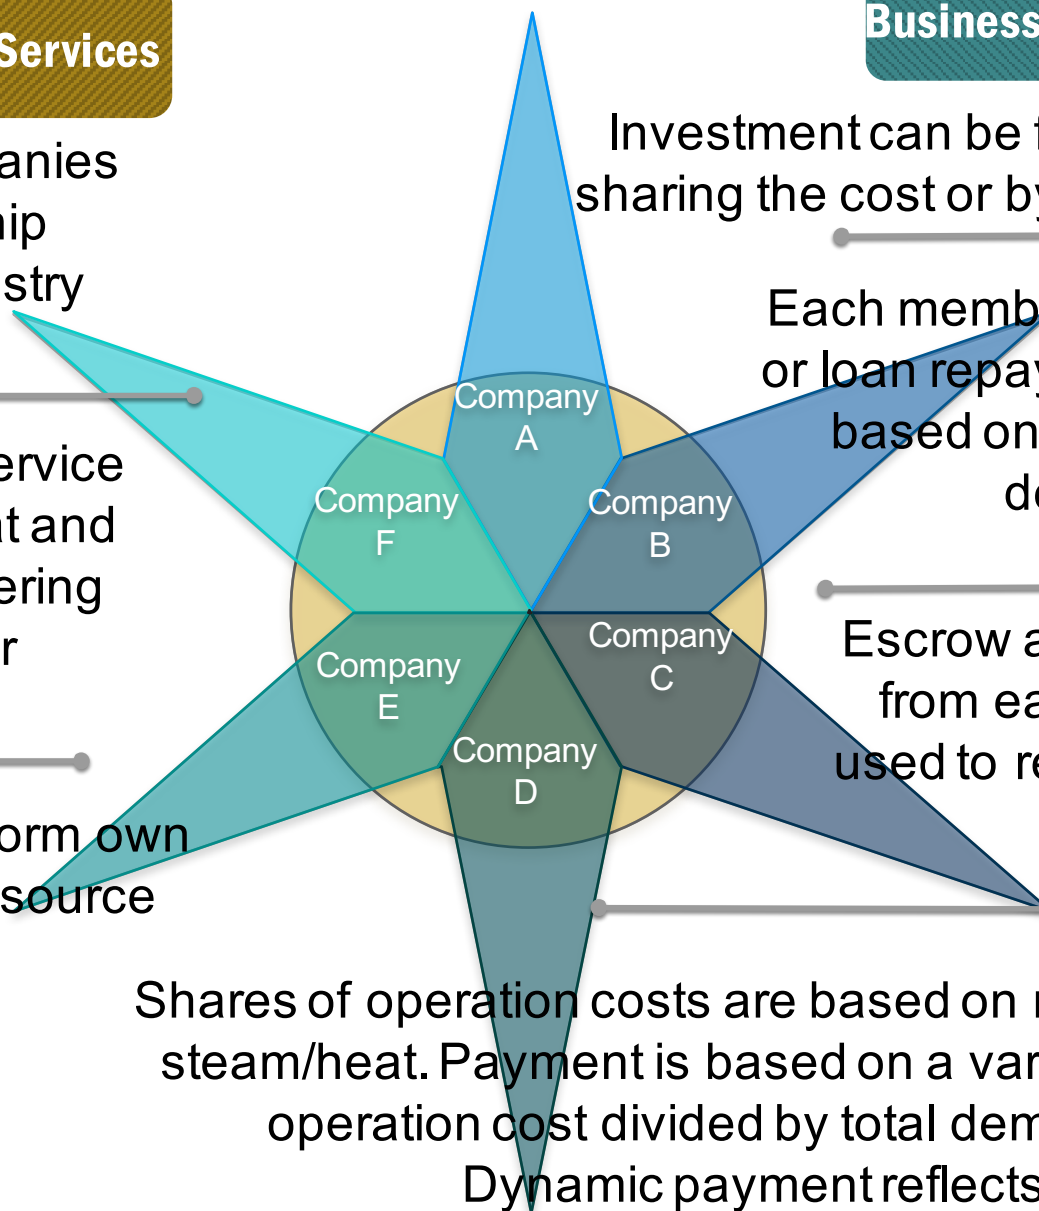 Services
Business
anies
ip
stry
ervice
t and
ering
r
orm own
source
Investment can be
sharing the cost or by
Each memb
or loan repay
based on
de
Escrow a
from ea
used to re
Company
A
Company
B
Company
C
Company
D
Company
E
Company
F
Shares of operation costs are based on
steam/heat. Payment is based on a var
operation cost divided by total dem
Dynamic payment reflects